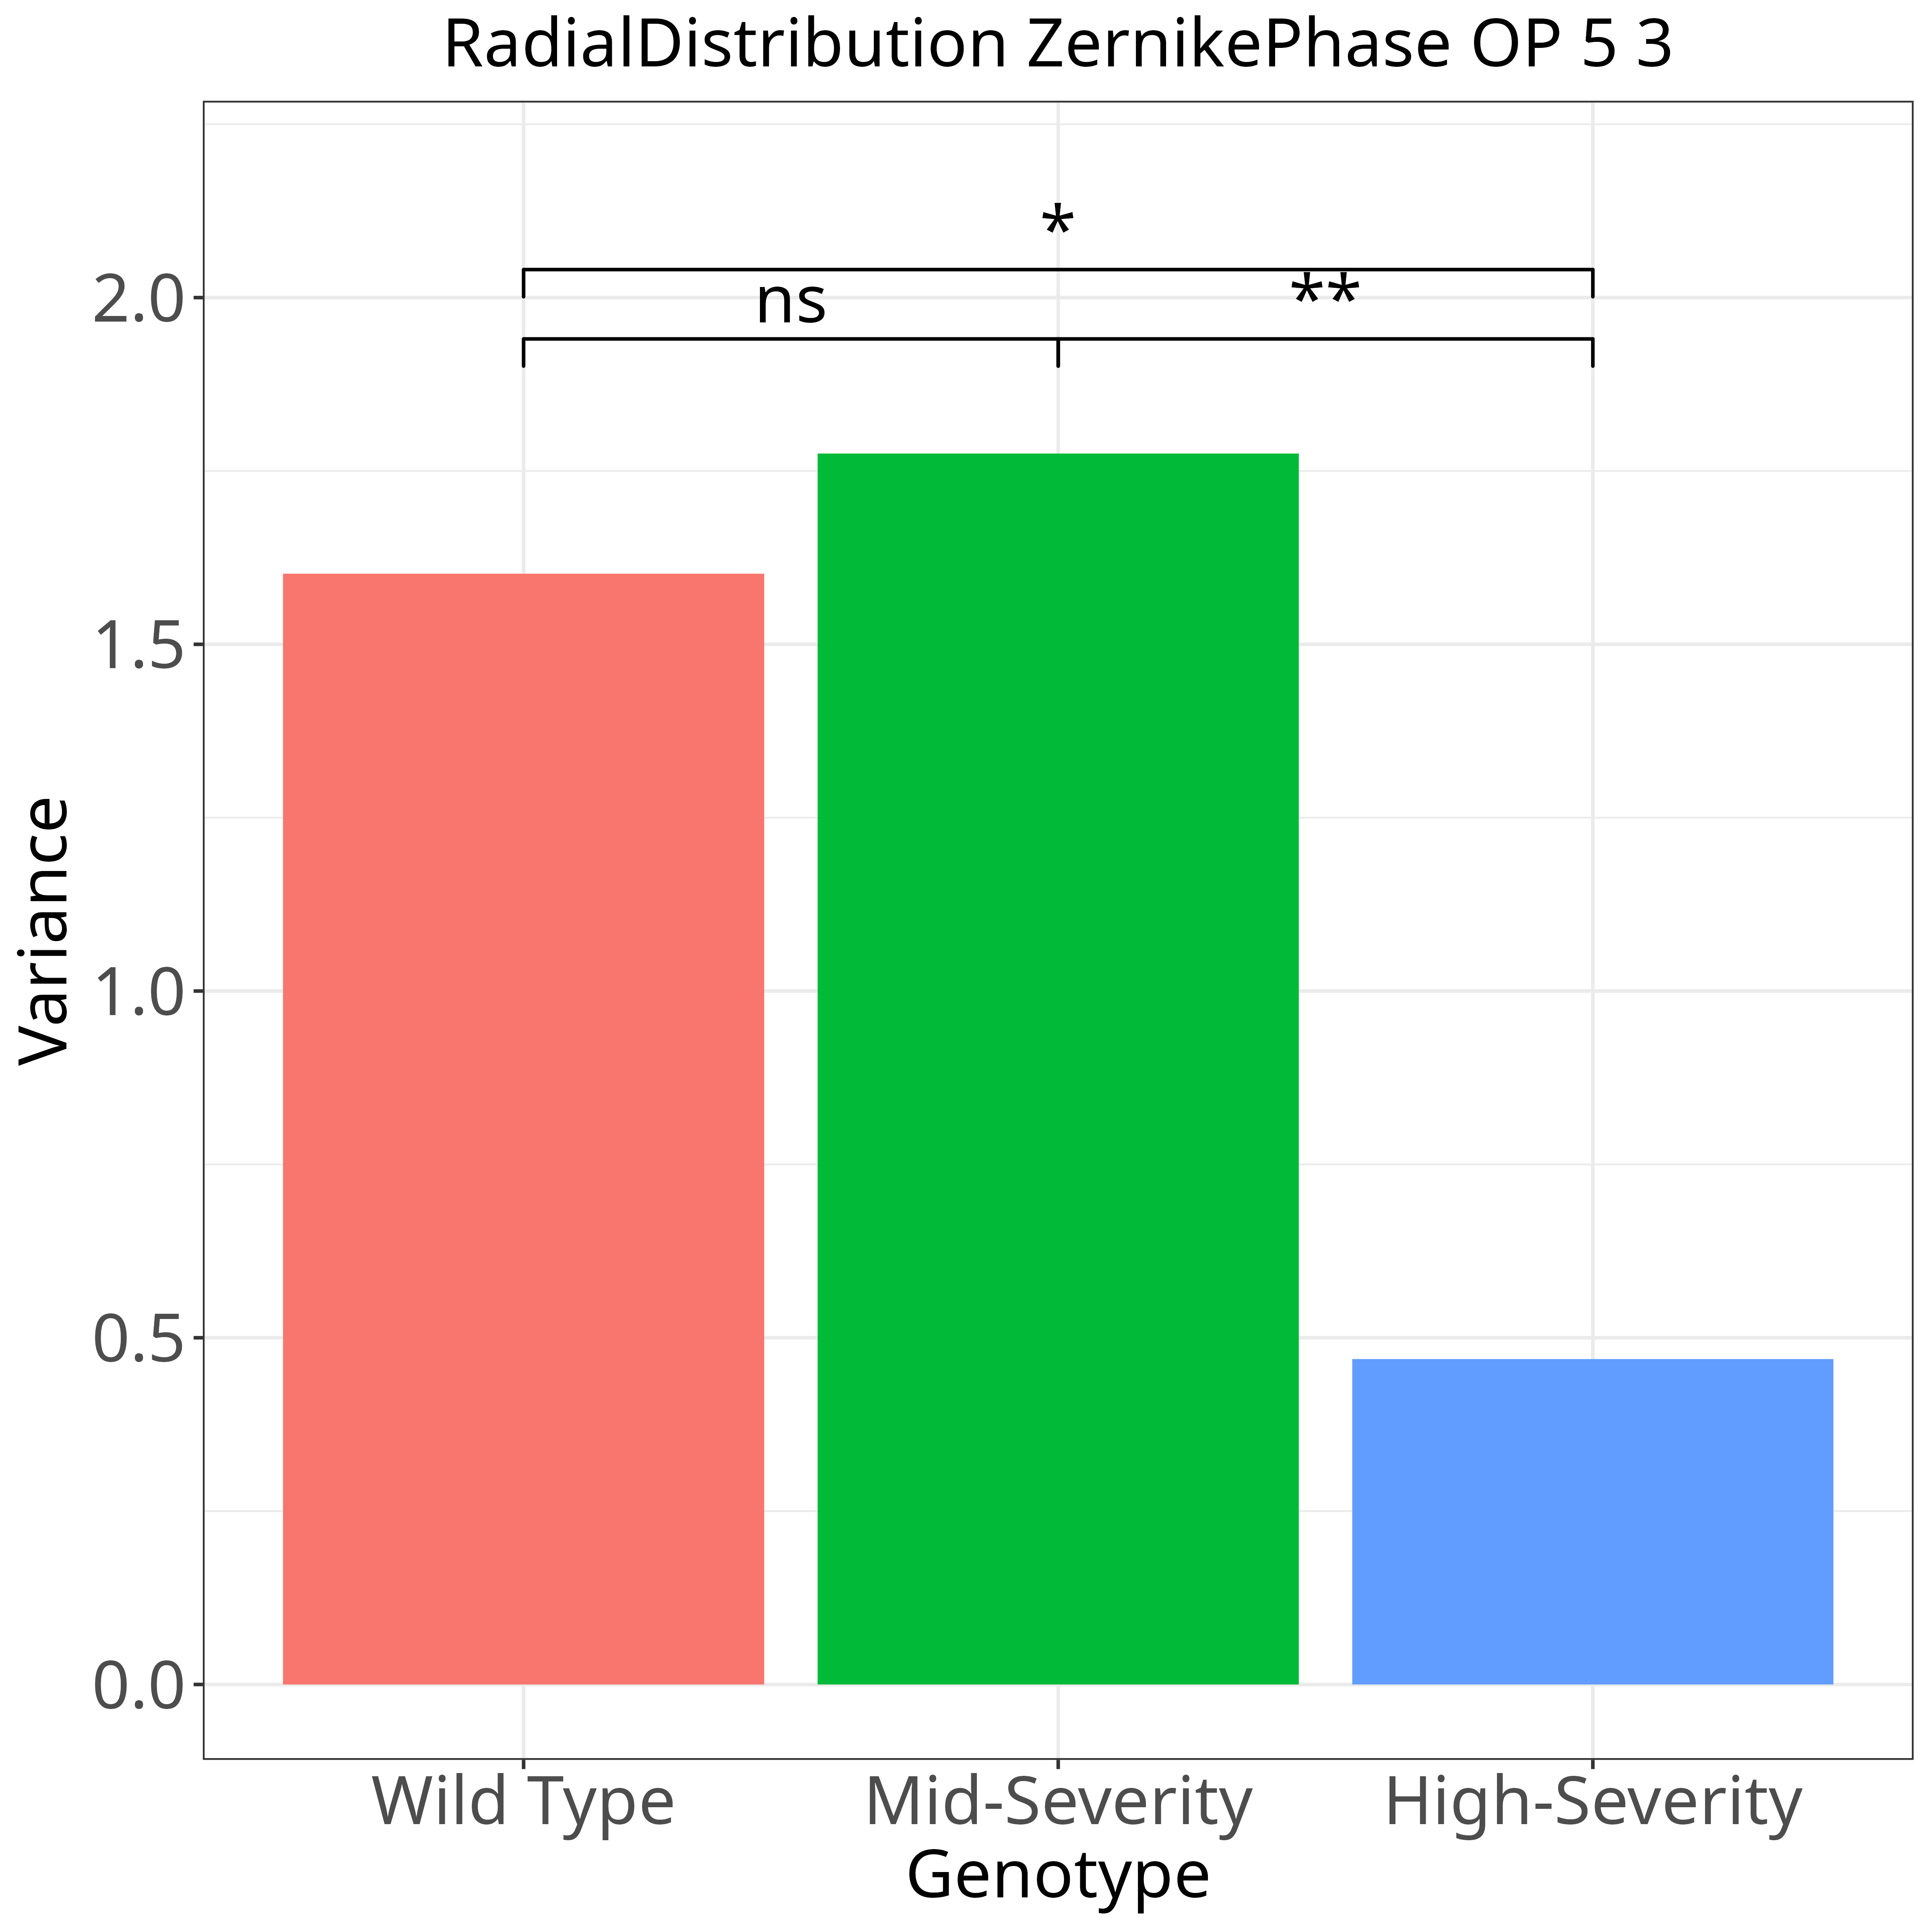 RadialDistribution ZernikePhase OP 5 3
*
ns **
2.0
1.5
1.0
0.5
0.0
Variance
Wild Type Mid-Severity High-Severity
Genotype